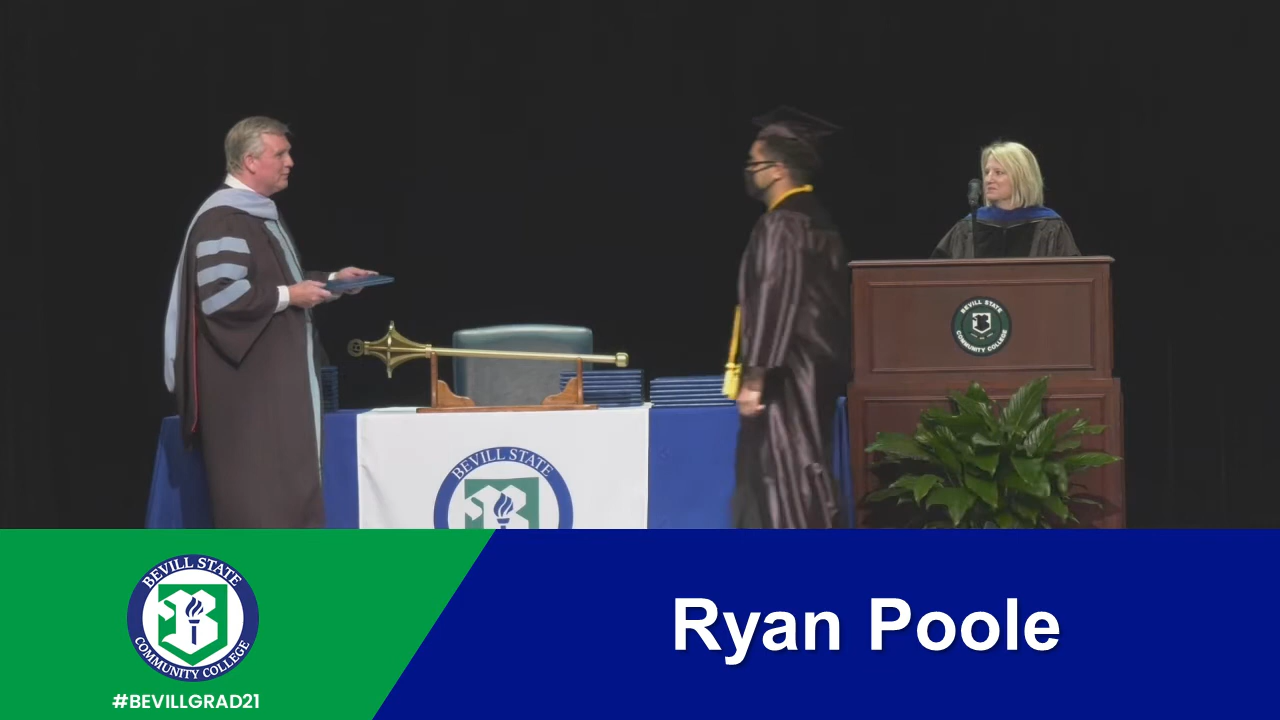 BEVILL STATE
COMMUNITY COLLEGE
BEVILL STATE
BEVILL STATE
COMMUNITY COLLEGE
#BEVILLGRAD21
Ryan Poole